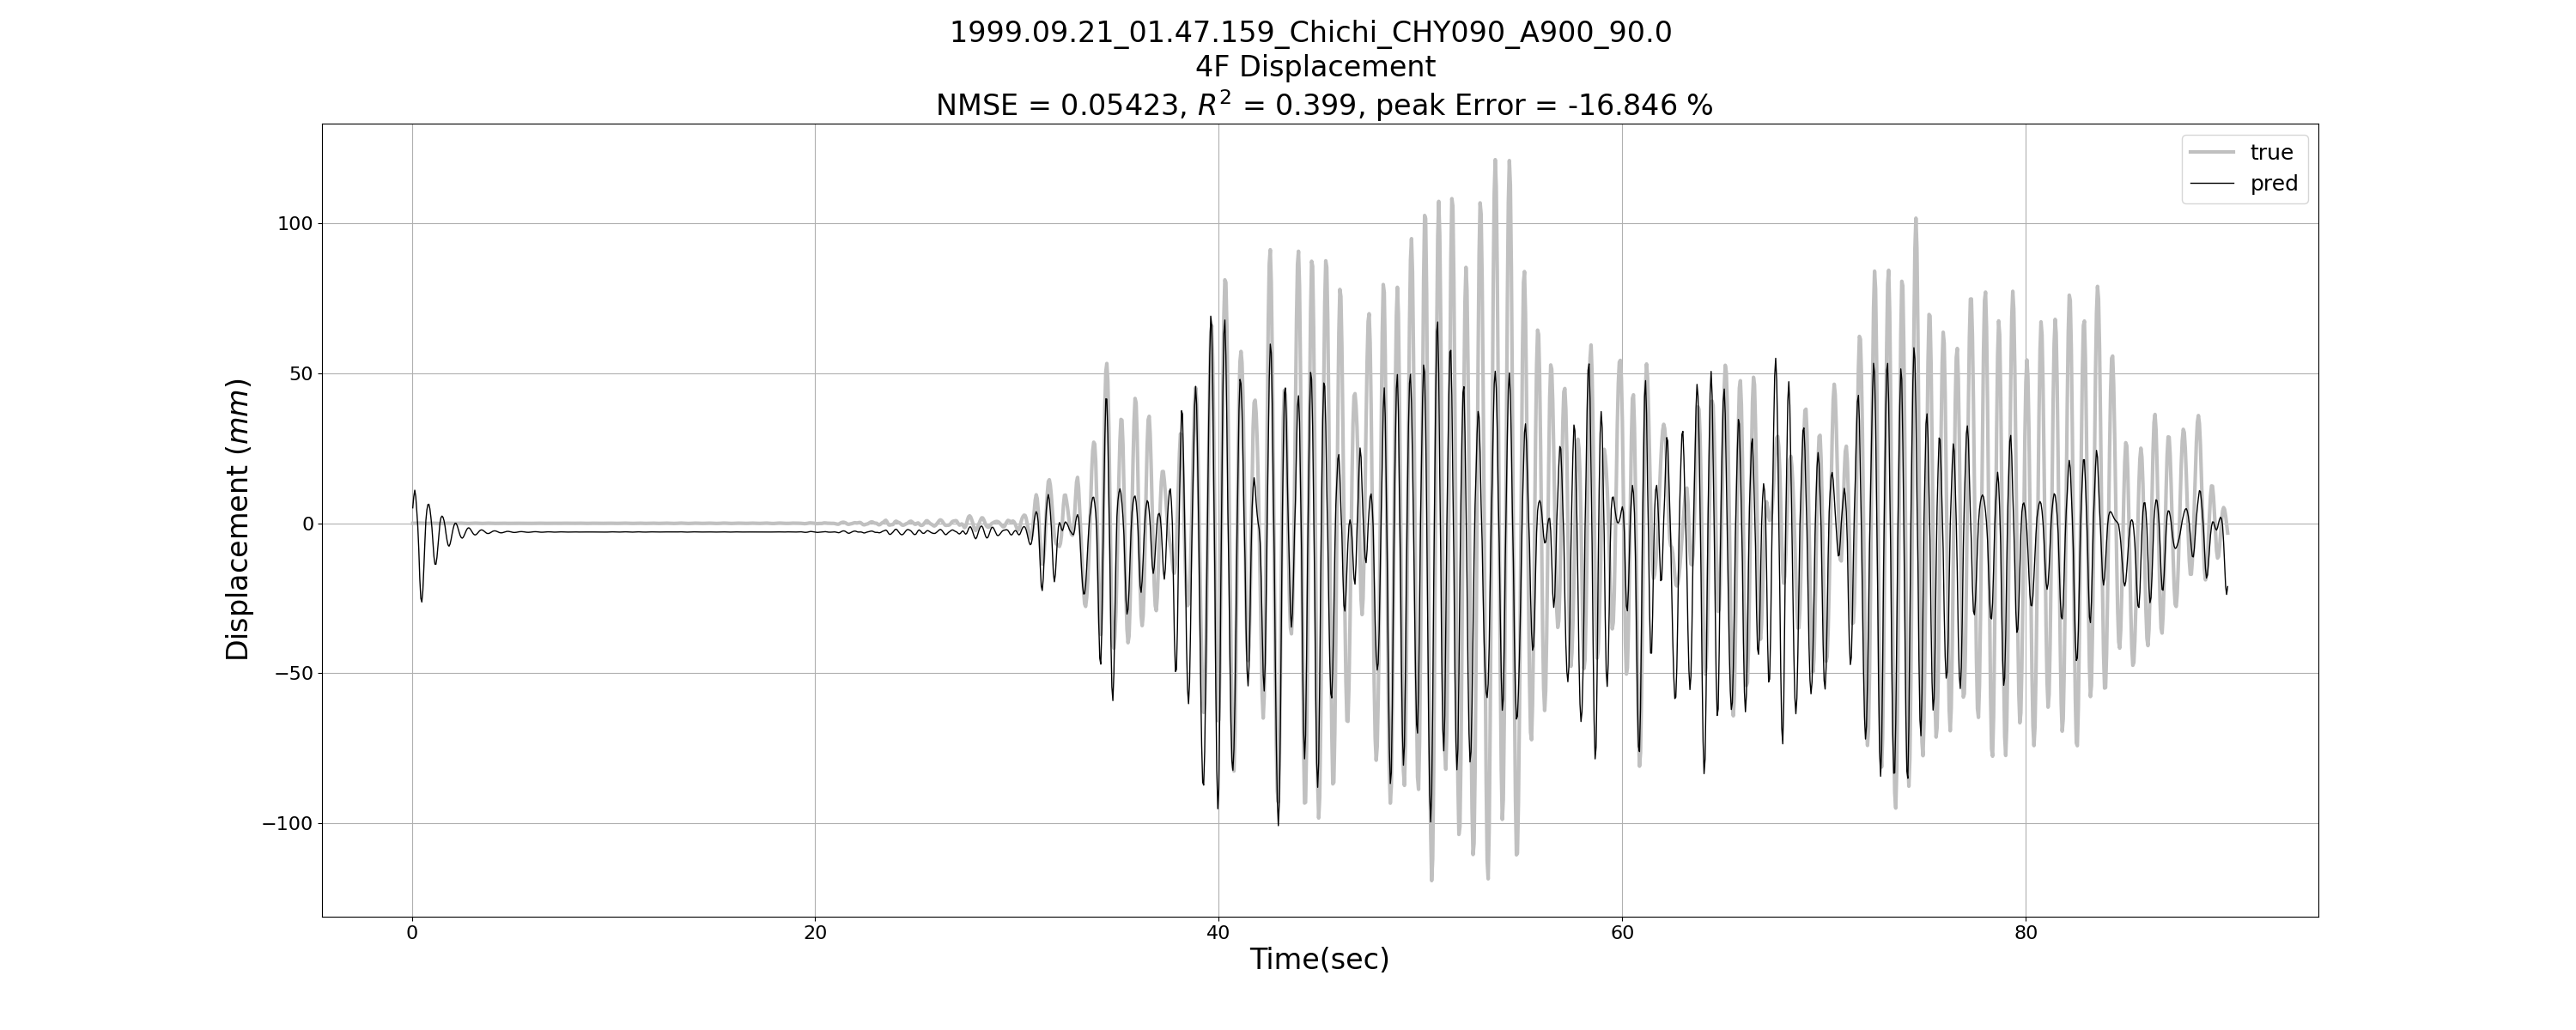 1999.09.21_01.47.159_Chichi_CHY090_A900_90.0
4F Displacement
NMSE = 0.05423, R² = 0.399, peak Error = -16.846 %
true
pred
100
50
0
−50
−100
Displacement (mm)
0
20
40
60
80
Time(sec)